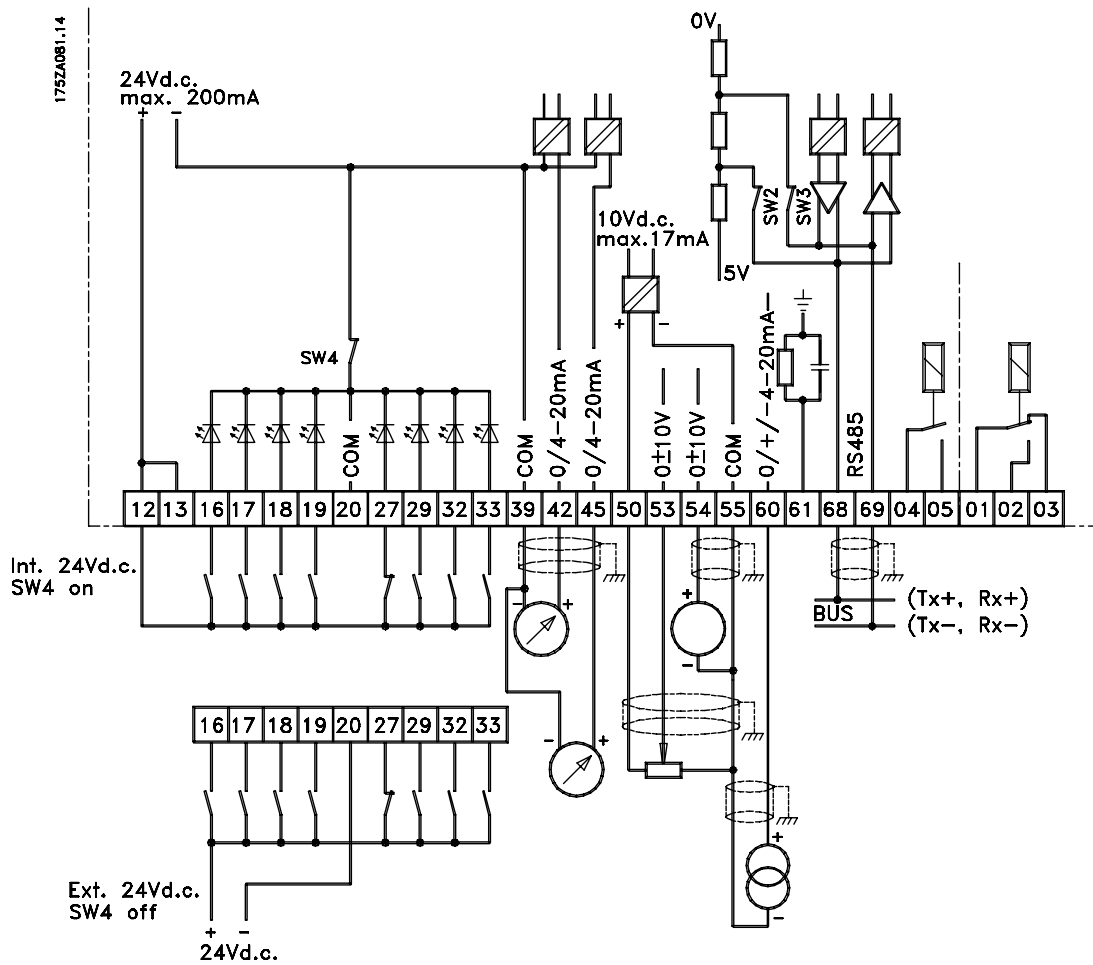 175ZA081.14
24Vd.c.
max. 200mA
+ -
0V
SW2
SW3
10Vd.c.
max.17mA
5V
+ -
SW4
COM
COM
0/4-20mA
0/4-20mA
0±10V
0±10V
COM
0/+/-4-20mA
RS485
12 13 16 17 18 19 20 27 29 32 33 39 42 45 50 53 54 55 60 61 68 69 04 05 01 02 03
Int. 24Vd.c.
SW4 on
- +
+
-
BUS
(Tx+, Rx+)
(Tx-, Rx-)
16 17 18 19 20 27 29 32 33
- +
+
-
Ext. 24Vd.c.
SW4 off
+ -
24Vd.c.